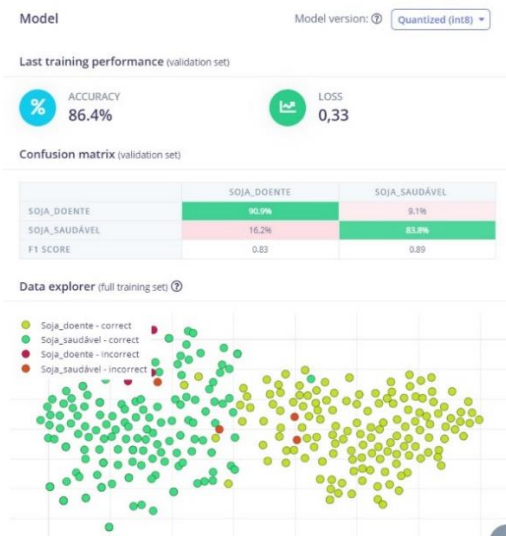 Model
Model version: ? Quantized (int8)
Last training performance (validation set)
% ACCURACY
86.4%
LOSS
0,33
Confusion matrix (validation set)
SOJA_DOENTE SOJA_SAUDÁVEL
SOJA_DOENTE 90.9% 9.1%
SOJA_SAUDÁVEL 16.2% 83.8%
F1 SCORE 0.83 0.89
Data explorer (full training set) ?
Soja_doente - correct
Soja_saudável - correct
Soja_doente - incorrect
Soja_saudável - incorrect